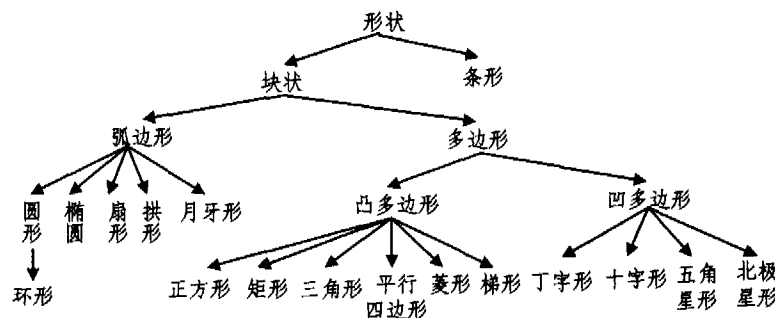 形状
块状
条形
弧边形
多边形
圆形
椭圆
扇形
拱形
月牙形
凸多边形
凹多边形
环形
正方形
矩形
三角形
平行
四边形
菱形
梯形
丁字形
十字形
五角
星形
北极
星形